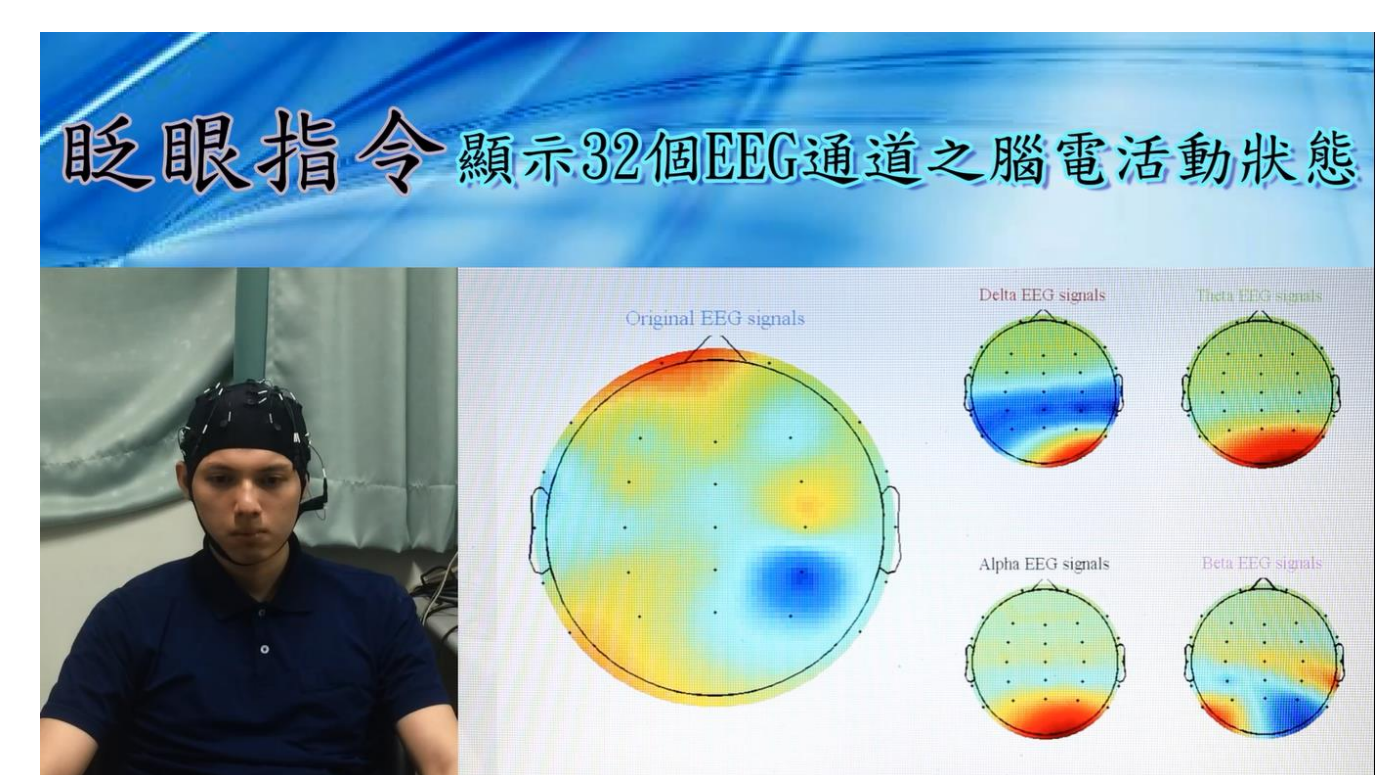 眨眼指令顯示32個EEG通道之腦電活動狀態
Original EEG signals
Delta EEG signals
Theta EEG signals
Alpha EEG signals
Beta EEG signals